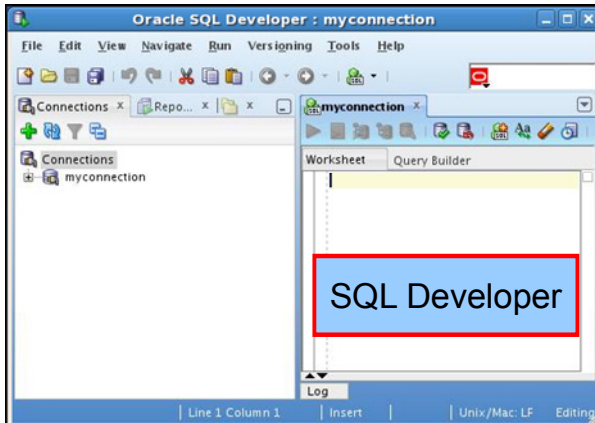 Oracle SQL Developer : myconnection
File Edit View Navigate Run Versioning Tools Help
Connections Repo...
myconnection
Connections
myconnection
Worksheet Query Builder
SQL Developer
Log
Line 1 Column 1 Insert Unix/Mac: LF Editing